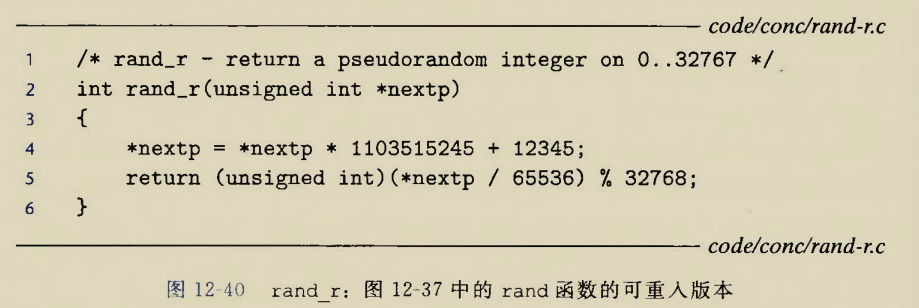 code/conc/rand-r.c
1 /* rand_r - return a pseudorandom integer on 0..32767 */
2 int rand_r(unsigned int *nextp)
3 {
4 *nextp = *nextp * 1103515245 + 12345;
5 return (unsigned int)(*nextp / 65536) % 32768;
6 }
code/conc/rand-r.c
图 12-40 rand_r：图 12-37 中的 rand 函数的可重入版本